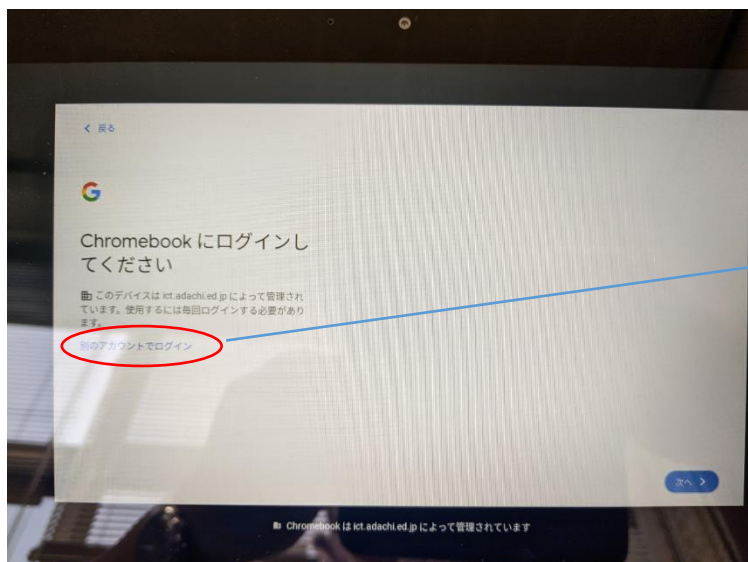 戻る
Chromebook にログインし
てください
このデバイスは ict.adachi.ed.jp によって管理され
ています。使用するには毎回ログインする必要があり
ます。
別のアカウントでログイン
次へ
Chromebook は ict.adachi.ed.jp によって管理されています